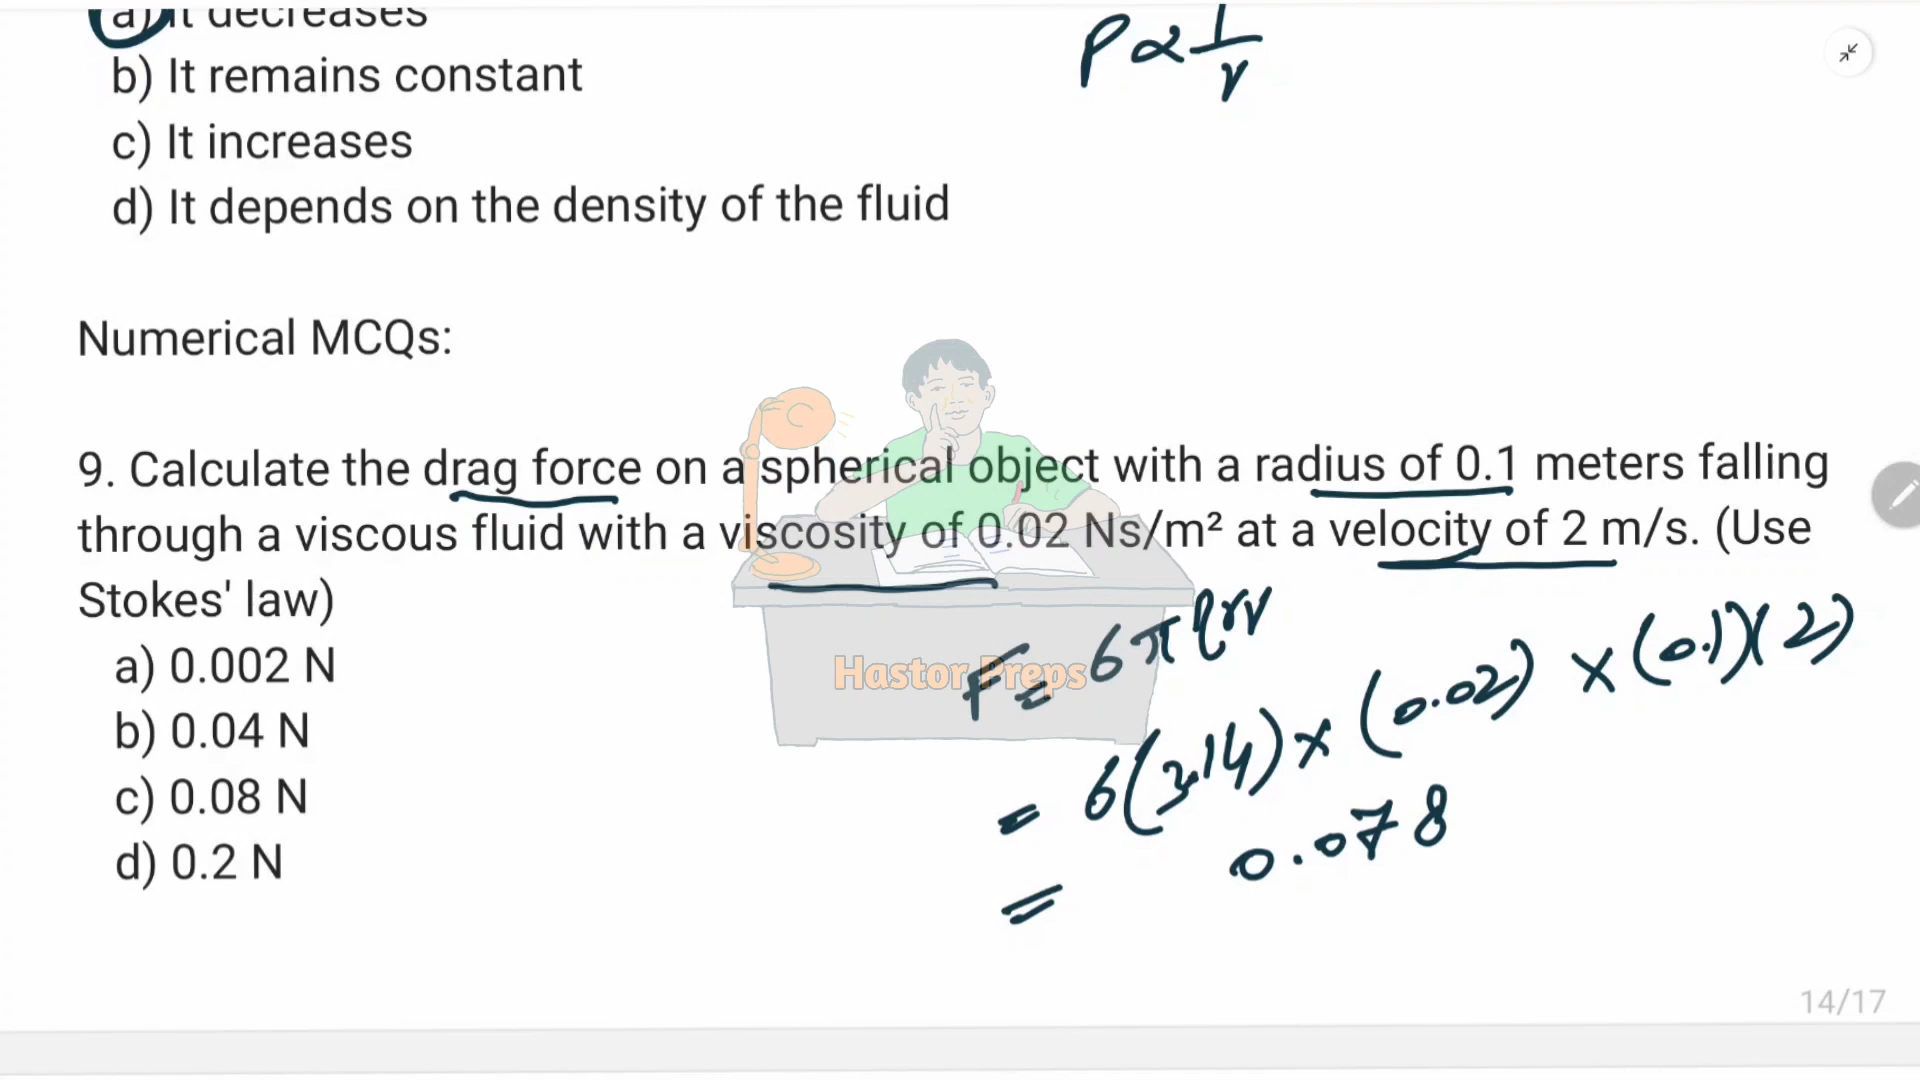 a) It decreases
P ∝ 1/v
b) It remains constant
c) It increases
d) It depends on the density of the fluid
Numerical MCQs:
9. Calculate the drag force on a spherical object with a radius of 0.1 meters falling
through a viscous fluid with a viscosity of 0.02 Ns/m² at a velocity of 2 m/s. (Use
Stokes' law)
F = 6πηrv
a) 0.002 N
Hastor Preps
= 6(3.14) × (0.02) × (0.1)(2)
b) 0.04 N
c) 0.08 N
= 0.078
d) 0.2 N
14/17